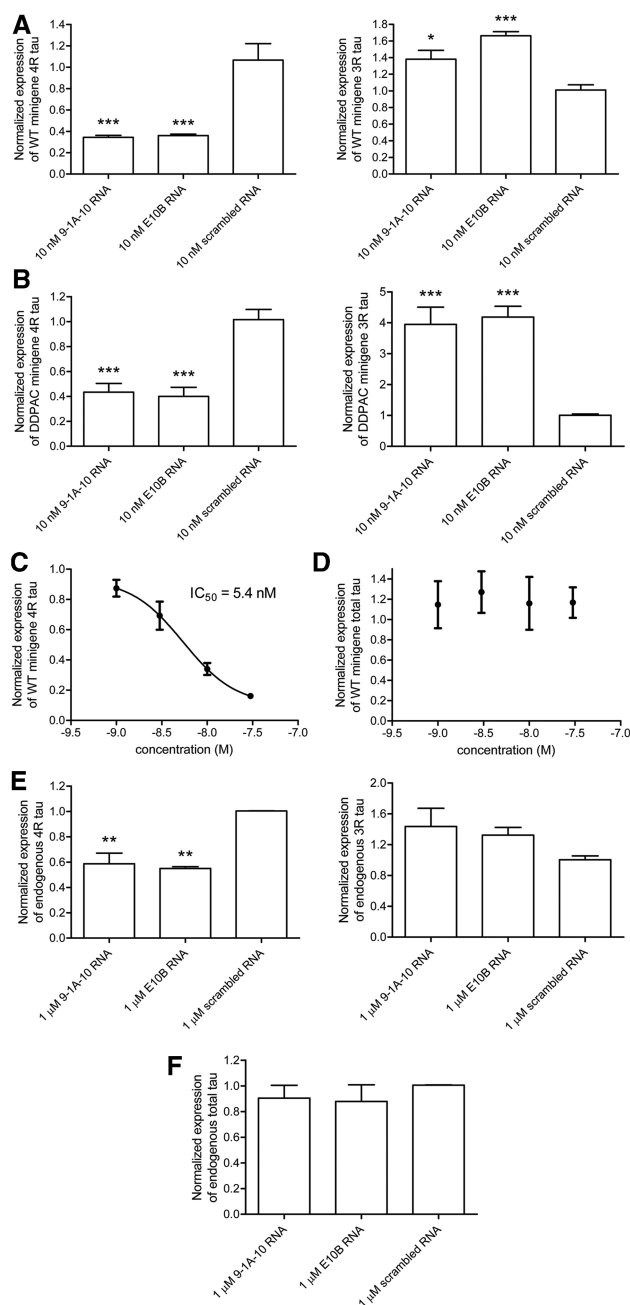 A
Normalized expression
of WT minigene 4R tau
1.4
1.2
1.0
0.8
0.6
0.4
0.2
0.0
***
***
10 nM 9-1A-10 RNA
10 nM E10B RNA
10 nM scrambled RNA
Normalized expression
of WT minigene 3R tau
1.8
1.6
1.4
1.2
1.6
1.8
1.6
1.4
1.2
0.0
*
***
10 nM 9-1A-10 RNA
10 nM E10B RNA
10 nM scrambled RNA
B
Normalized expression
of DDPAC minigene 4R tau
1.2
1.0
0.8
0.6
0.4
0.2
0.0
***
***
10 nM 9-1A-10 RNA
10 nM E10B RNA
10 nM scrambled RNA
Normalized expression
of DDPAC minigene 3R tau
5
4
3
2
1
0
***
***
10 nM 9-1A-10 RNA
10 nM E10B RNA
10 nM scrambled RNA
C
Normalized expression
of WT minigene 4R tau
1.0
0.8
0.6
0.4
0.2
0.0
IC50 = 5.4 nM
-9.5 -9.0 -8.5 -8.0 -7.5 -7.0
concentration (M)
D
Normalized expression
of WT minigene total tau
1.6
1.4
1.2
1.0
0.8
0.6
0.4
0.2
0.0
-9.5 -9.0 -8.5 -8.0 -7.5 -7.0
concentration (M)
E
Normalized expression
of endogenous 4R tau
1.2
1.0
0.8
0.6
0.4
0.2
0.0
**
**
1 μM 9-1A-10 RNA
1 μM E10B RNA
1 μM scrambled RNA
Normalized expression
of endogenous 3R tau
2.0
1.6
1.2
0.8
0.4
0.0
1 μM 9-1A-10 RNA
1 μM E10B RNA
1 μM scrambled RNA
F
Normalized expression
of endogenous total tau
1.2
1.0
0.8
0.6
0.4
0.2
0.0
1 μM 9-1A-10 RNA
1 μM E10B RNA
1 μM scrambled RNA